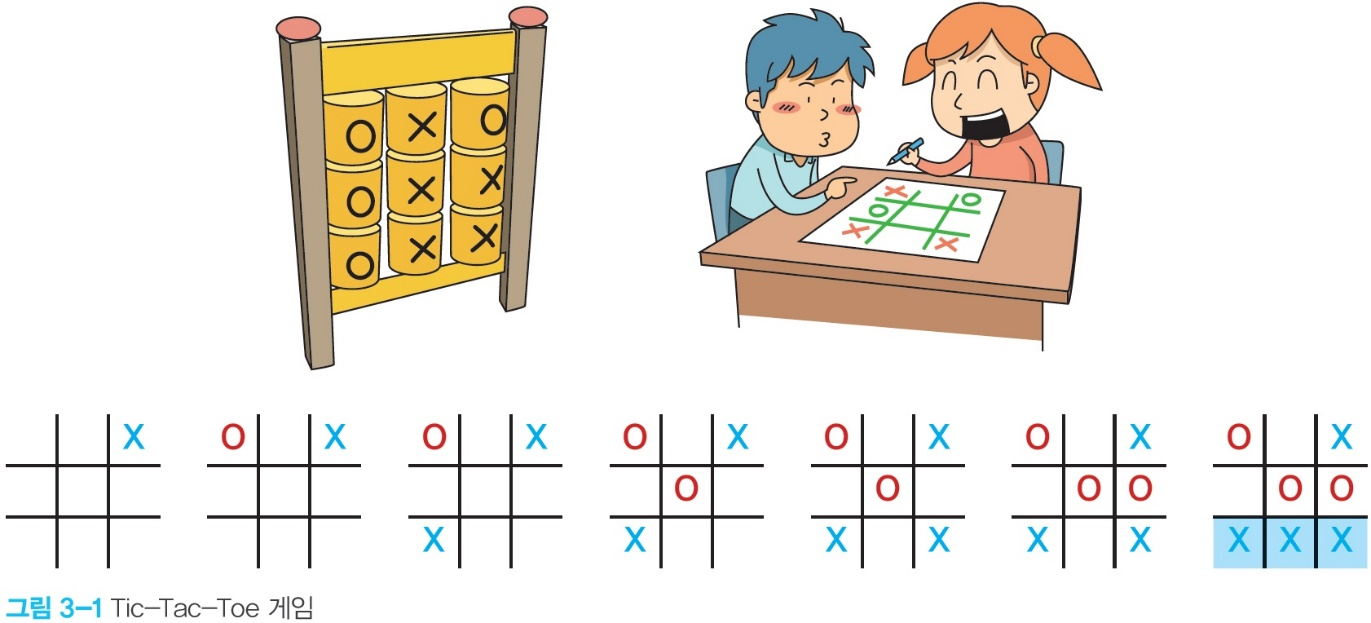 O X O
O X X
O X X
X O
O
X X
X O X O X O X O X O X O X
O O O O O O
X X X X X X X X X X
그림 3-1 Tic-Tac-Toe 게임